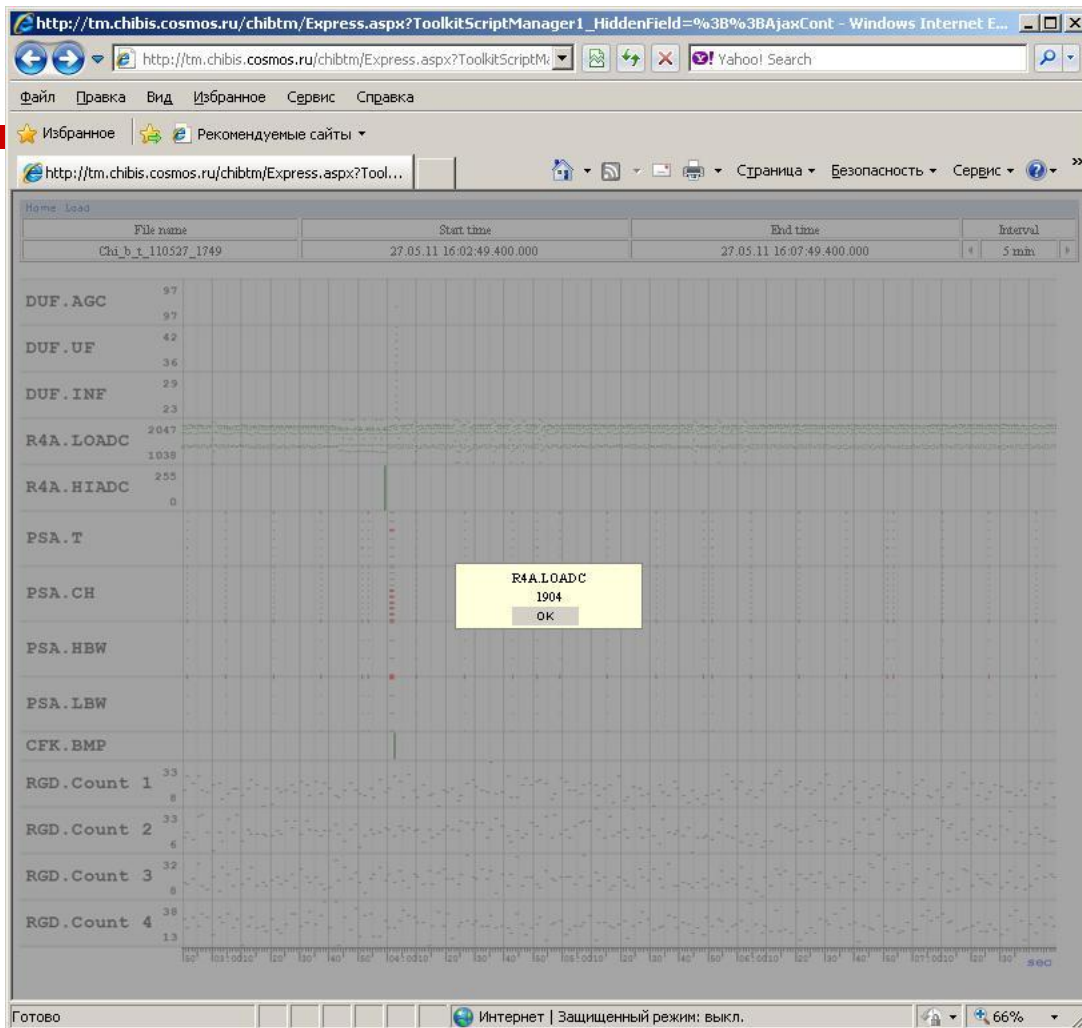 http://tm.chibis.cosmos.ru/chibtm/Express.aspx?ToolkitScriptManager1_HiddenField=%3B%3BAjaxCont - Windows Internet E...
http://tm.chibis.cosmos.ru/chibtm/Express.aspx?ToolkitScriptMa
Yahoo! Search
Файл Правка Вид Избранное Сервис Справка
Избранное Рекомендуемые сайты
http://tm.chibis.cosmos.ru/chibtm/Express.aspx?Tool...
Страница Безопасность Сервис
Home Load
File name Start time End time Interval
Chi_b_t_110527_1749 27.05.11 16:02:49.400.000 27.05.11 16:07:49.400.000 5 min
DUF.AGC 97
97
DUF.UF 42
36
DUF.INF 29
23
R4A.LOADC 2047
1038
R4A.HIADC 255
0
PSA.T
PSA.CH
R4A.LOADC
1904
OK
PSA.HBW
PSA.LBW
CFK.BMP
RGD.Count 1 33
8
RGD.Count 2 33
6
RGD.Count 3 32
8
RGD.Count 4 38
13
sec
Готово Интернет | Защищенный режим: выкл. 66%